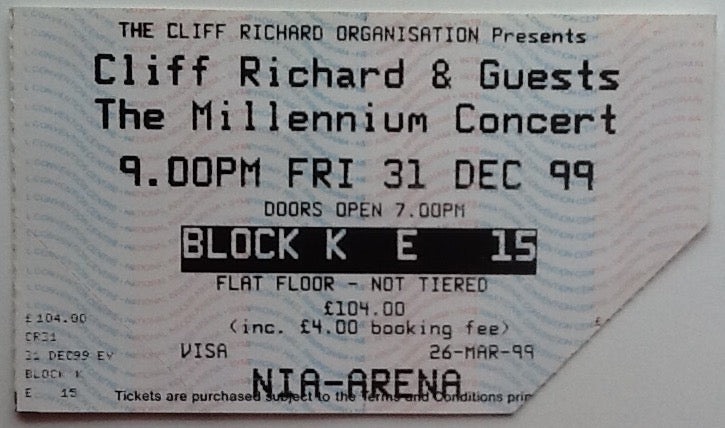 THE CLIFF RICHARD ORGANISATION Presents
Cliff Richard & Guests
The Millennium Concert
9.00PM FRI 31 DEC 99
DOORS OPEN 7.00PM
BLOCK K E 15
FLAT FLOOR - NOT TIERED
£104.00
(inc. £4.00 booking fee)
VISA 26-MAR-99
NIA-ARENA
Tickets are purchased subject to the Terms and Conditions prin
£104.00
CR31
31 DEC99 EV
BLOCK K
E 15
£